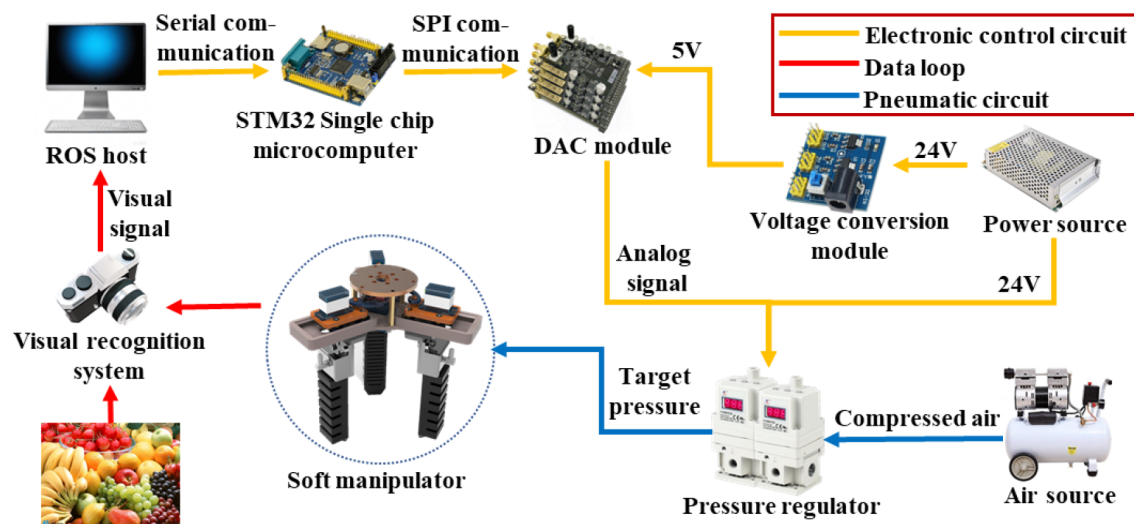 Serial com-
munication
SPI com-
munication
5V
Electronic control circuit
Data loop
Pneumatic circuit
ROS host
STM32 Single chip
microcomputer
DAC module
24V
Voltage conversion
module
Power source
Visual
signal
Analog
signal
24V
Visual recognition
system
Target
pressure
Compressed air
Soft manipulator
Pressure regulator
Air source